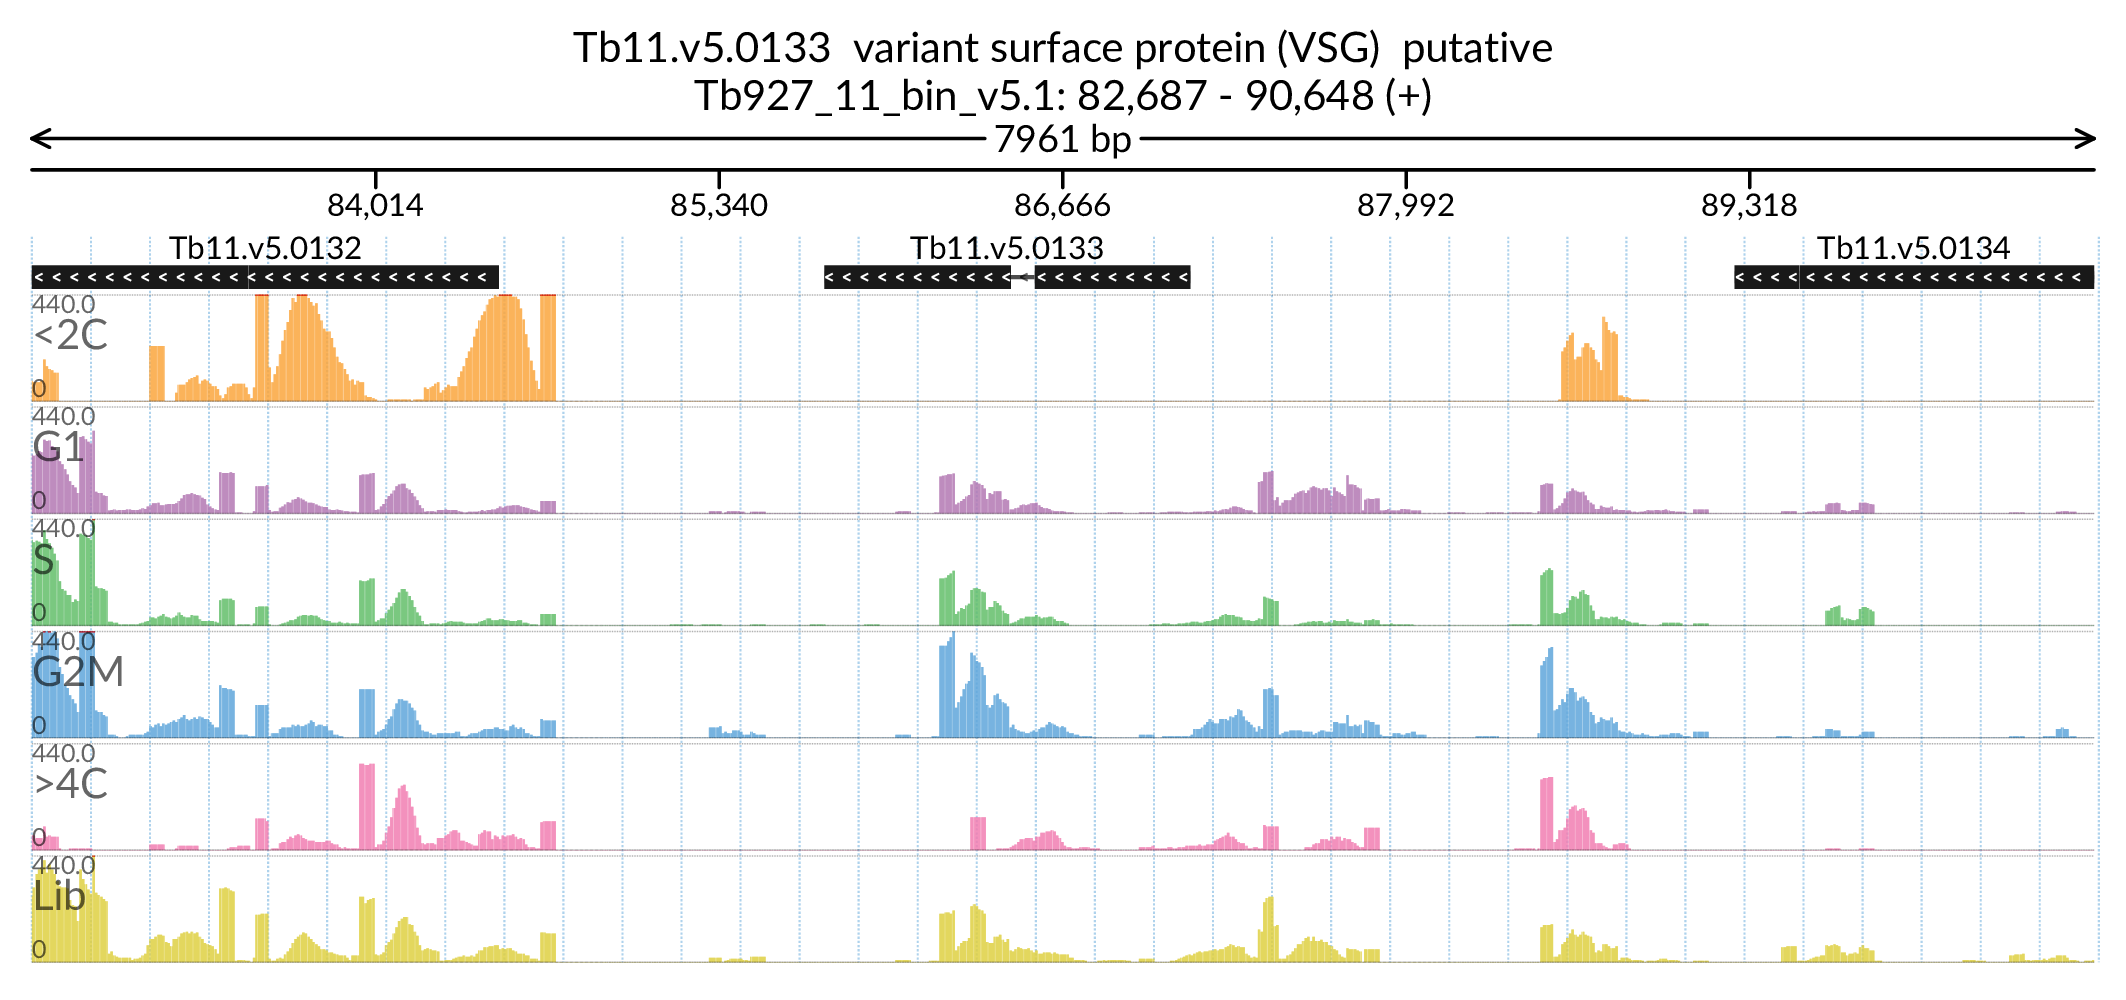 Tb11.v5.0133  variant surface protein (VSG)  putative
Tb927_11_bin_v5.1: 82,687 - 90,648 (+)
7961 bp
84,014 85,340 86,666 87,992 89,318
Tb11.v5.0132 Tb11.v5.0133 Tb11.v5.0134
440.0
<2C
0
440.0
G1
0
440.0
S
0
440.0
G2M
0
440.0
>4C
0
440.0
Lib
0